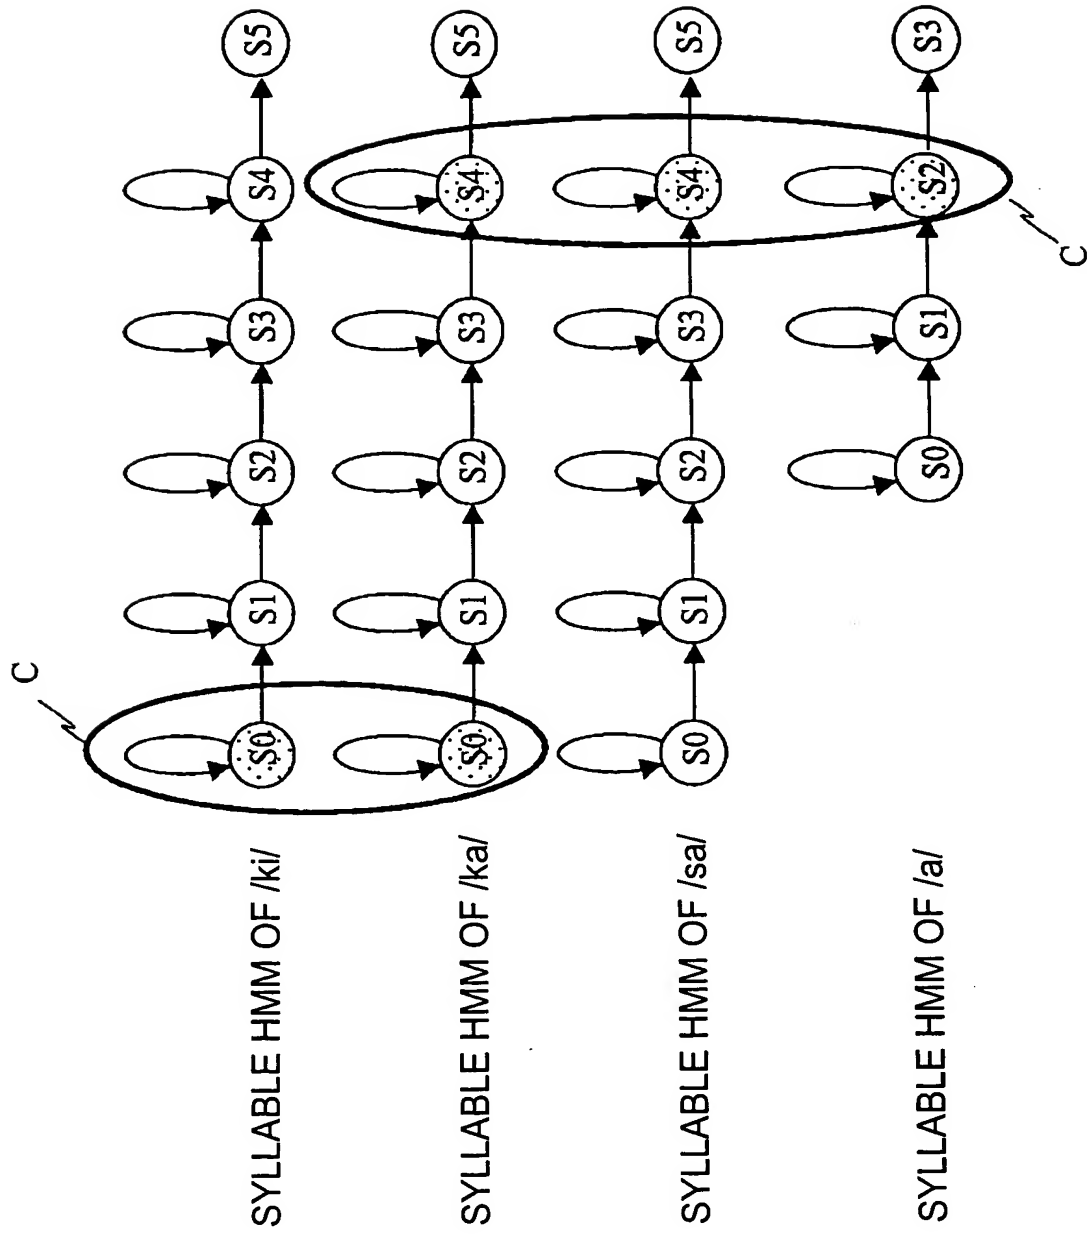 C
SYLLABLE HMM OF /ki/ S0 S1 S2 S3 S4 S5
SYLLABLE HMM OF /ka/ S0 S1 S2 S3 S4 S5
SYLLABLE HMM OF /sa/ S0 S1 S2 S3 S4 S5
SYLLABLE HMM OF /a/ S0 S1 S2 S3
C